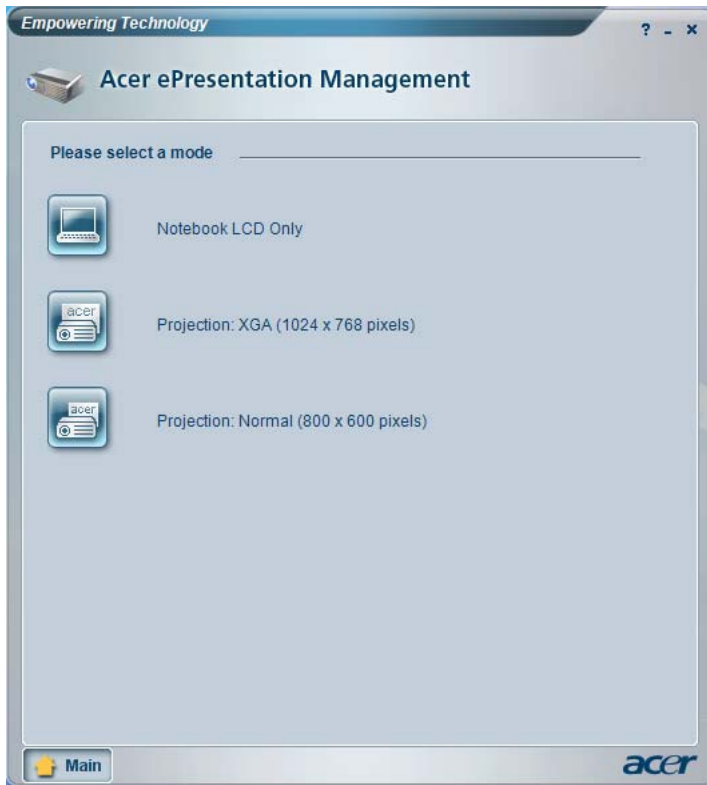 Empowering Technology
? - ×
Acer ePresentation Management
Please select a mode
Notebook LCD Only
acer
Projection: XGA (1024 x 768 pixels)
acer
Projection: Normal (800 x 600 pixels)
Main
acer